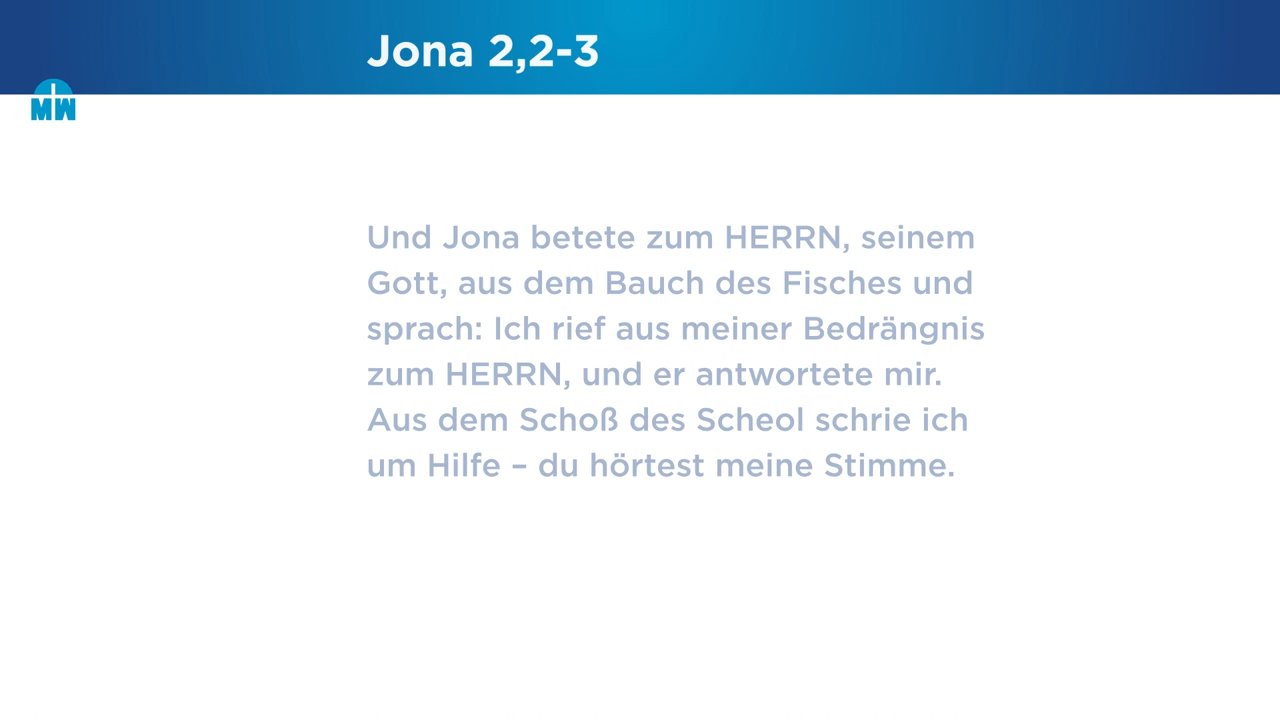 Jona 2,2-3
MW
Und Jona betete zum HERRN, seinem
Gott, aus dem Bauch des Fisches und
sprach: Ich rief aus meiner Bedrängnis
zum HERRN, und er antwortete mir.
Aus dem Schoß des Scheol schrie ich
um Hilfe – du hörtest meine Stimme.